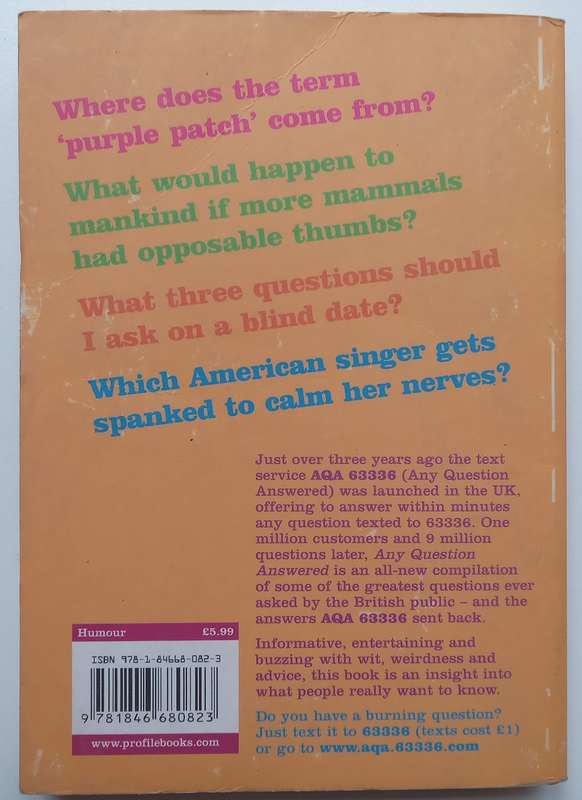 Where does the term
'purple patch' come from?
What would happen to
mankind if more mammals
had opposable thumbs?
What three questions should
I ask on a blind date?
Which American singer gets
spanked to calm her nerves?
Just over three years ago the text
service AQA 63336 (Any Question
Answered) was launched in the UK,
offering to answer within minutes
any question texted to 63336. One
million customers and 9 million
questions later, Any Question
Answered is an all-new compilation
of some of the greatest questions ever
asked by the British public – and the
answers AQA 63336 sent back.
Informative, entertaining and
buzzing with wit, weirdness and
advice, this book is an insight into
what people really want to know.
Do you have a burning question?
Just text it to 63336 (texts cost £1)
or go to www.aqa.63336.com
Humour £5.99
ISBN 978-1-84668-082-3
9 781846 680823
www.profilebooks.com